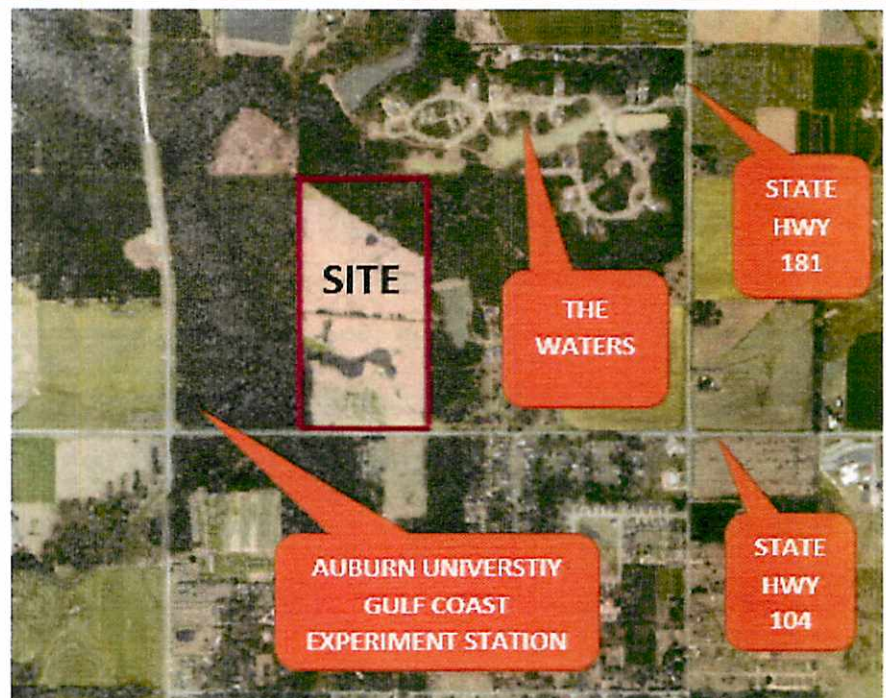 STATE
HWY
181
SITE
THE
WATERS
AUBURN UNIVERSTIY
GULF COAST
EXPERIMENT STATION
STATE
HWY
104